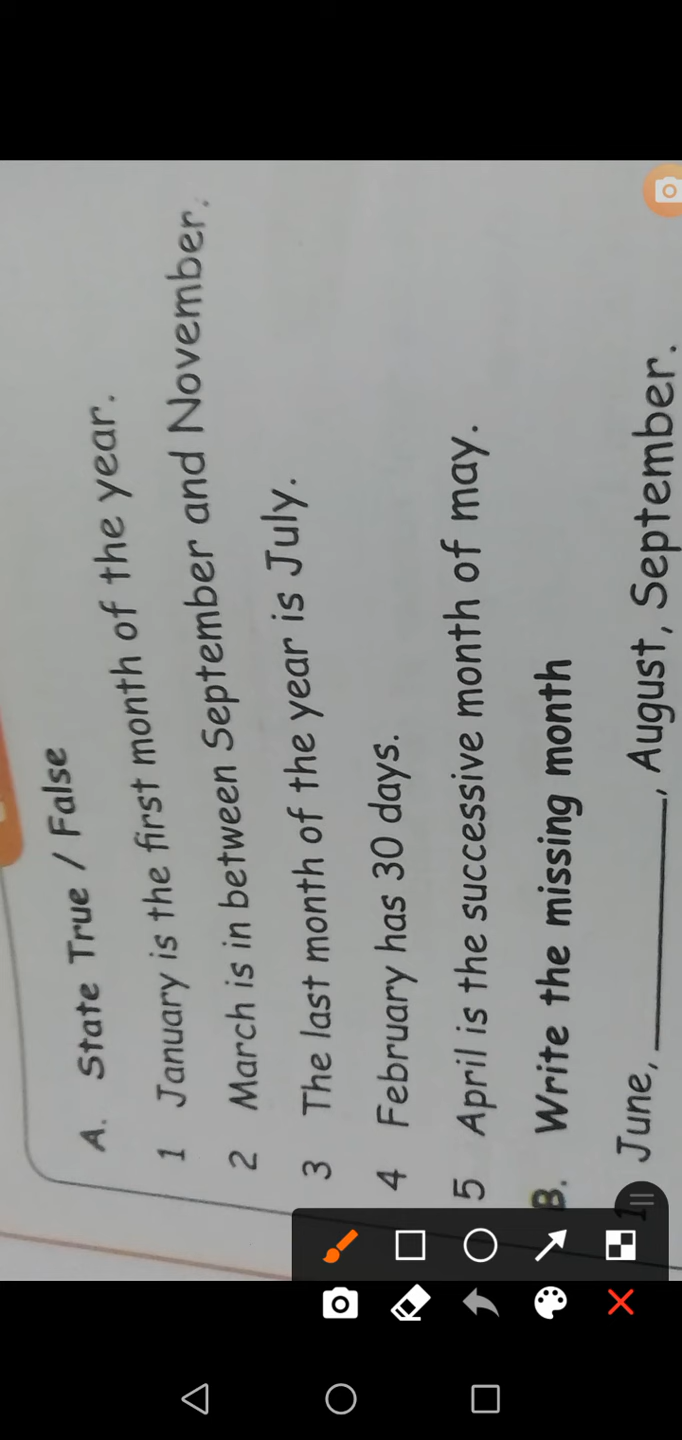 A. State True / False
1 January is the first month of the year.
2 March is in between September and November.
3 The last month of the year is July.
4 February has 30 days.
5 April is the successive month of may.
B. Write the missing month
1 June, __________, August, September.